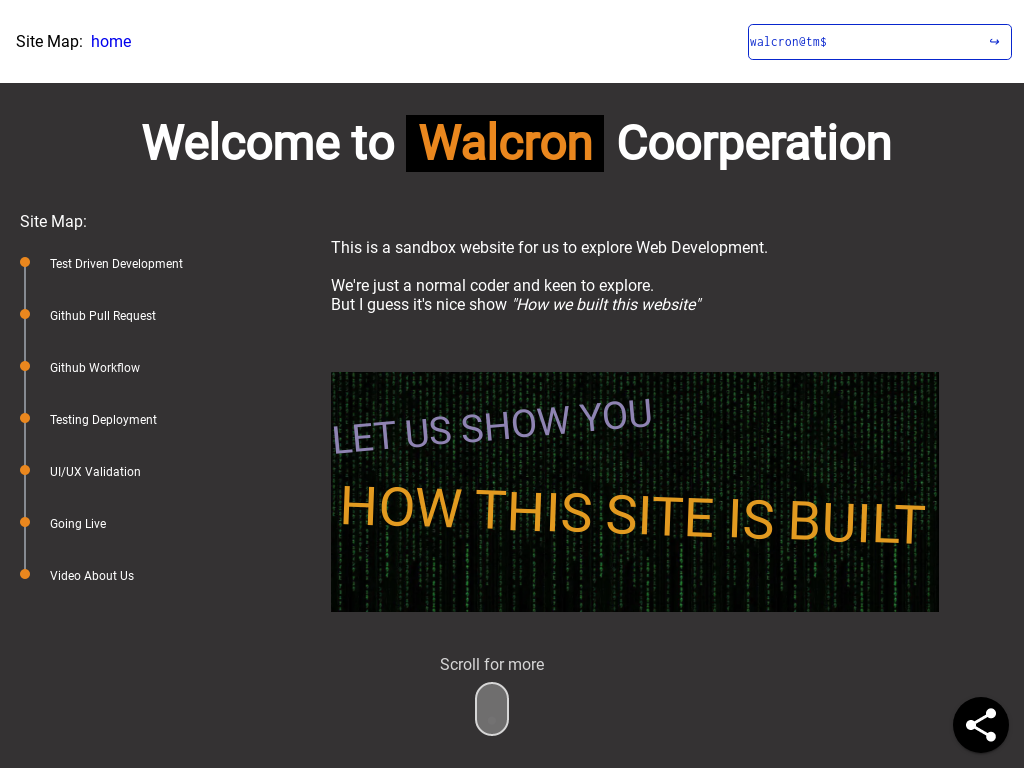 Site Map: home
walcron@tm$
Welcome to Walcron Coorperation
Site Map:
Test Driven Development
Github Pull Request
Github Workflow
Testing Deployment
UI/UX Validation
Going Live
Video About Us
This is a sandbox website for us to explore Web Development.
We're just a normal coder and keen to explore.
But I guess it's nice show "How we built this website"
LET US SHOW YOU
HOW THIS SITE IS BUILT
Scroll for more